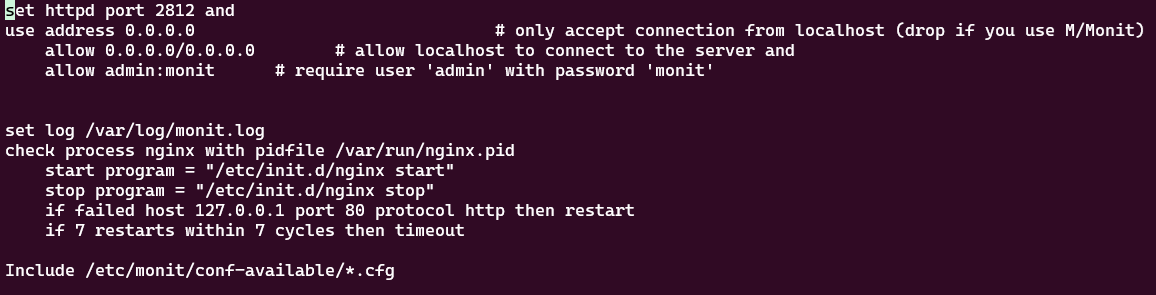 set httpd port 2812 and
use address 0.0.0.0                              # only accept connection from localhost (drop if you use M/Monit)
    allow 0.0.0.0/0.0.0.0        # allow localhost to connect to the server and
    allow admin:monit      # require user 'admin' with password 'monit'
set log /var/log/monit.log
check process nginx with pidfile /var/run/nginx.pid
    start program = "/etc/init.d/nginx start"
    stop program = "/etc/init.d/nginx stop"
    if failed host 127.0.0.1 port 80 protocol http then restart
    if 7 restarts within 7 cycles then timeout
Include /etc/monit/conf-available/*.cfg